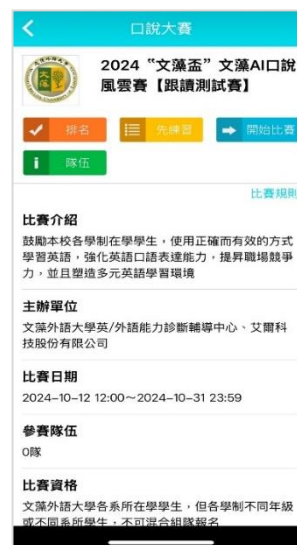 口說大賽
2024 “文藻盃” 文藻AI口說
風雲賽【跟讀測試賽】
排名
先練習
開始比賽
隊伍
比賽規則
比賽介紹
鼓勵本校各學制在學學生，使用正確而有效的方式
學習英語，強化英語口語表達能力，提昇職場競爭
力，並且塑造多元英語學習環境
主辦單位
文藻外語大學英/外語能力診斷輔導中心、艾爾科
技股份有限公司
比賽日期
2024-10-12 12:00～2024-10-31 23:59
參賽隊伍
0隊
比賽資格
文藻外語大學各系所在學學生，但各學制不同年級
或不同系所學生，不可混合組隊報名